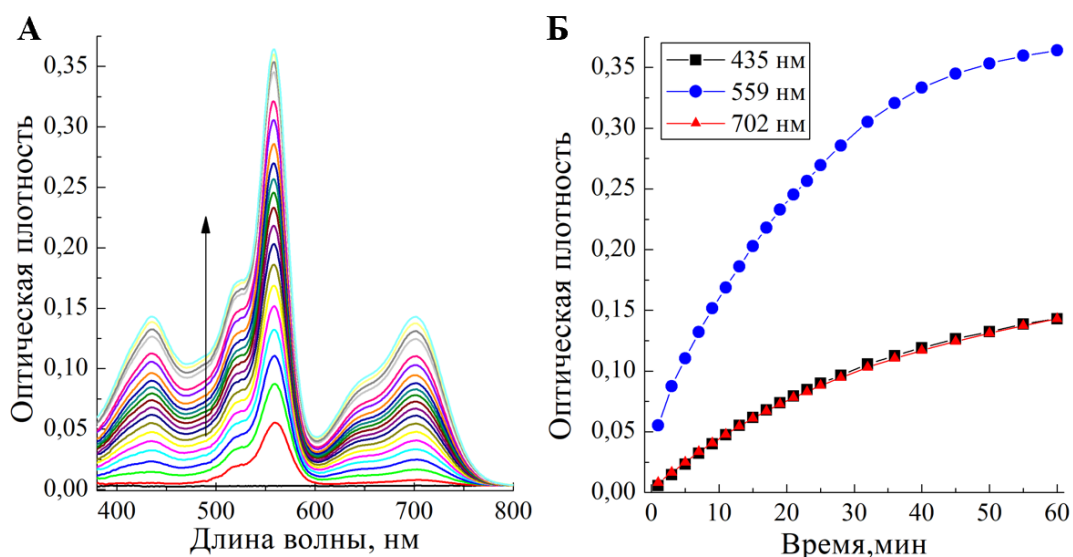 А
Оптическая плотность
0,35
0,30
0,25
0,20
0,15
0,10
0,05
0,00
400 500 600 700 800
Длина волны, нм
Б
Оптическая плотность
0,35
0,30
0,25
0,20
0,15
0,10
0,05
0,00
435 нм
559 нм
702 нм
0 10 20 30 40 50 60
Время,мин